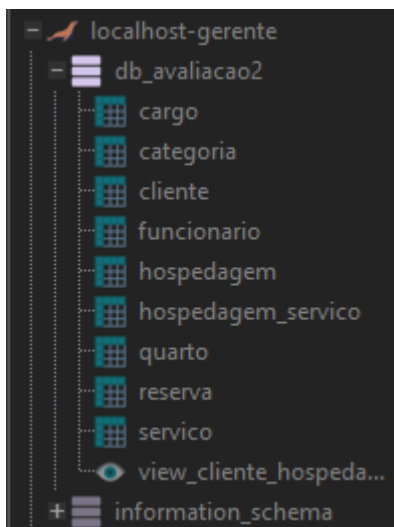 localhost-gerente
db_avaliacao2
cargo
categoria
cliente
funcionario
hospedagem
hospedagem_servico
quarto
reserva
servico
view_cliente_hospeda...
information_schema